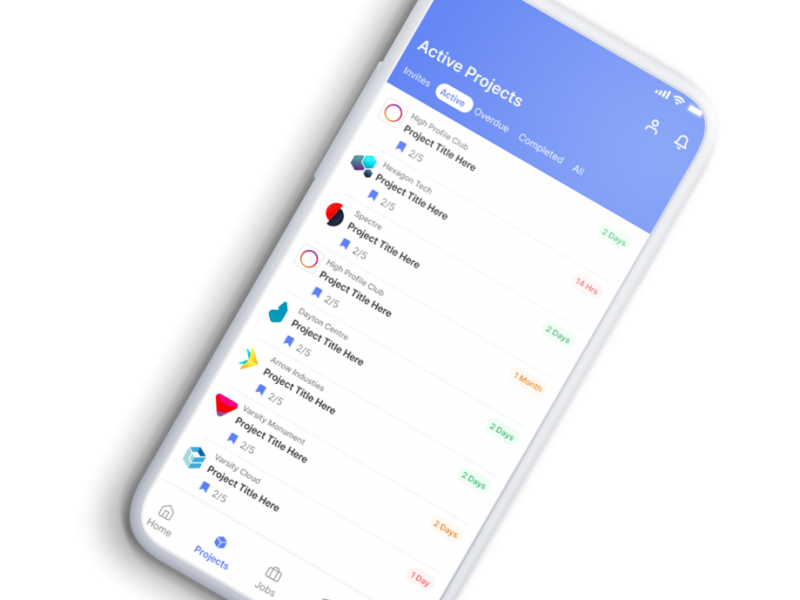 Active Projects
Invites Active Overdue Completed All
High Profile Club
Project Title Here
2/5
2 Days
Hexagon Tech
Project Title Here
2/5
14 Hrs
Spectre
Project Title Here
2/5
2 Days
High Profile Club
Project Title Here
2/5
1 Month
Dayton Centre
Project Title Here
2/5
2 Days
Arrow Industies
Project Title Here
2/5
2 Days
Varsity Monument
Project Title Here
2/5
2 Days
Varsity Cloud
Project Title Here
2/5
1 Day
Home Projects Jobs